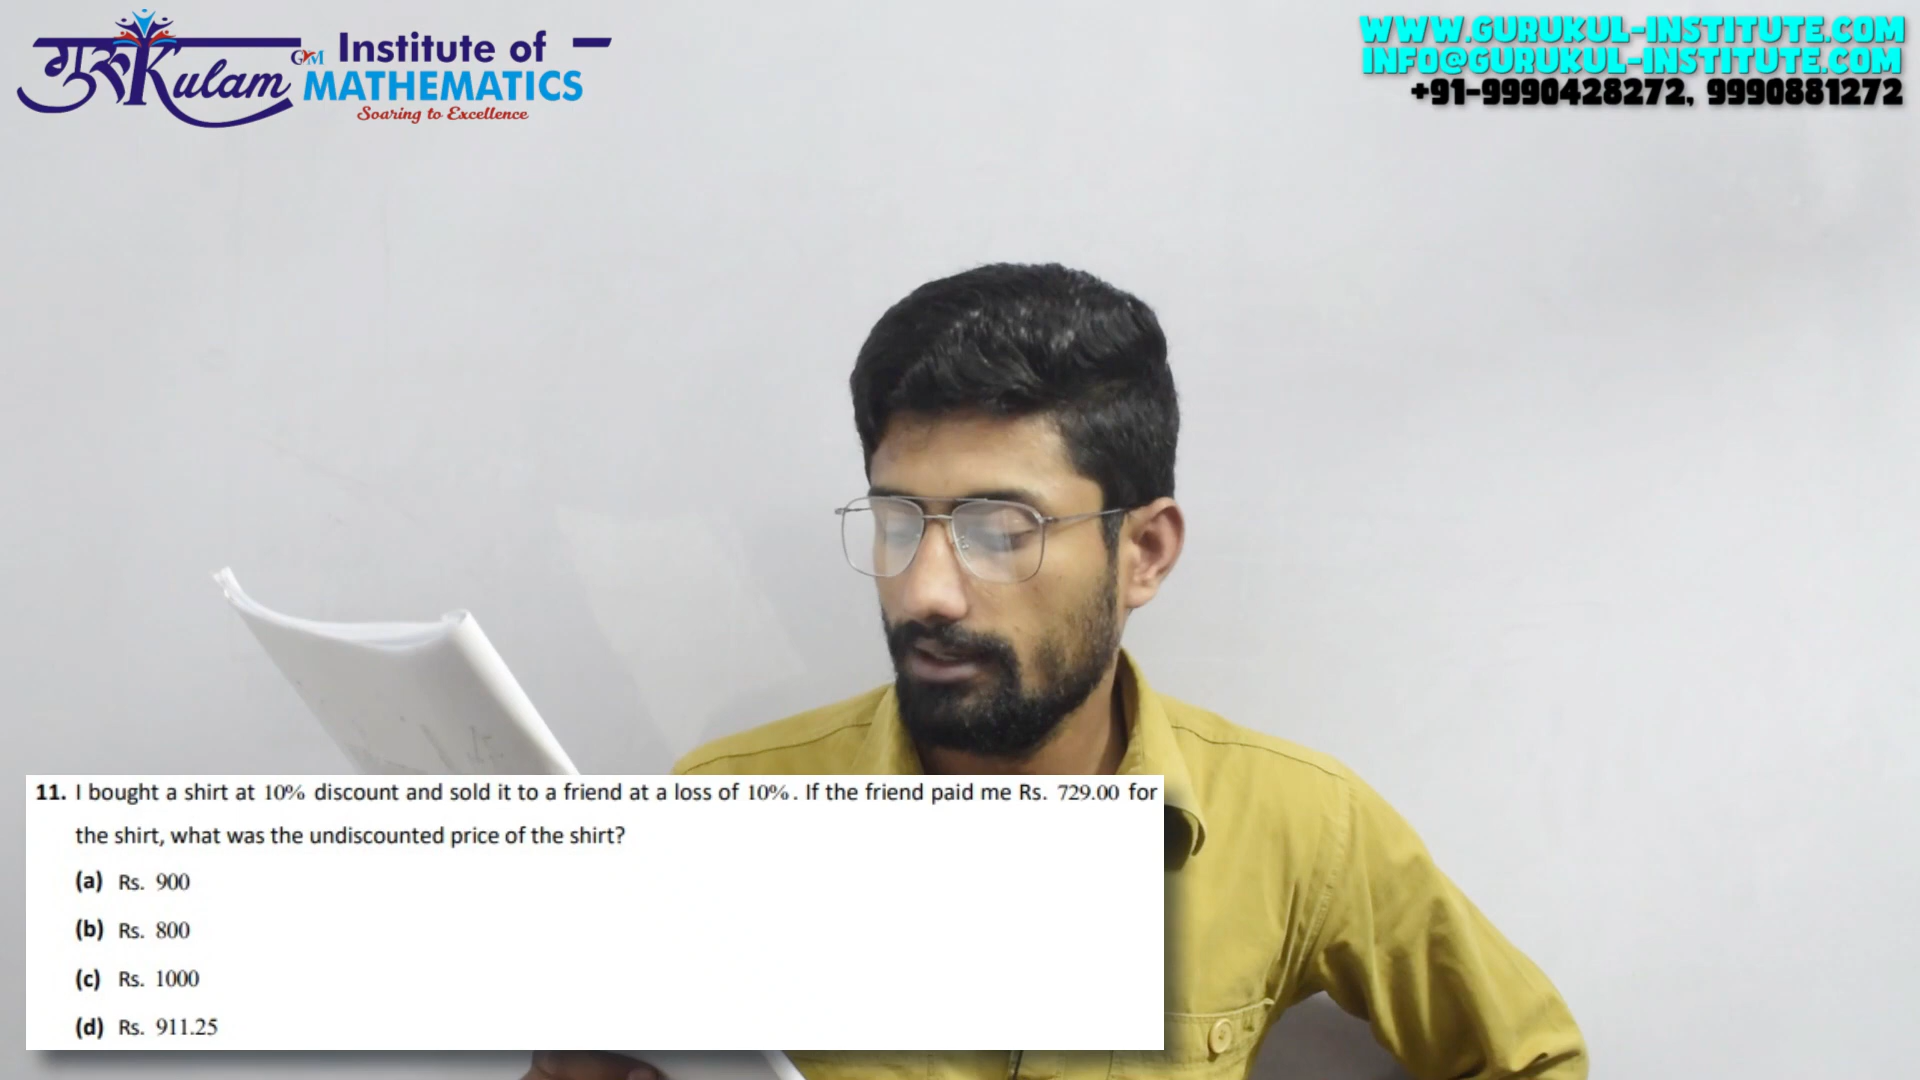 गुरुKulam
GIM
Institute of
MATHEMATICS
Soaring to Excellence
WWW.GURUKUL-INSTITUTE.COM
INFO@GURUKUL-INSTITUTE.COM
+91-9990428272, 9990881272
11. I bought a shirt at 10% discount and sold it to a friend at a loss of 10%. If the friend paid me Rs. 729.00 for
the shirt, what was the undiscounted price of the shirt?
(a) Rs. 900
(b) Rs. 800
(c) Rs. 1000
(d) Rs. 911.25